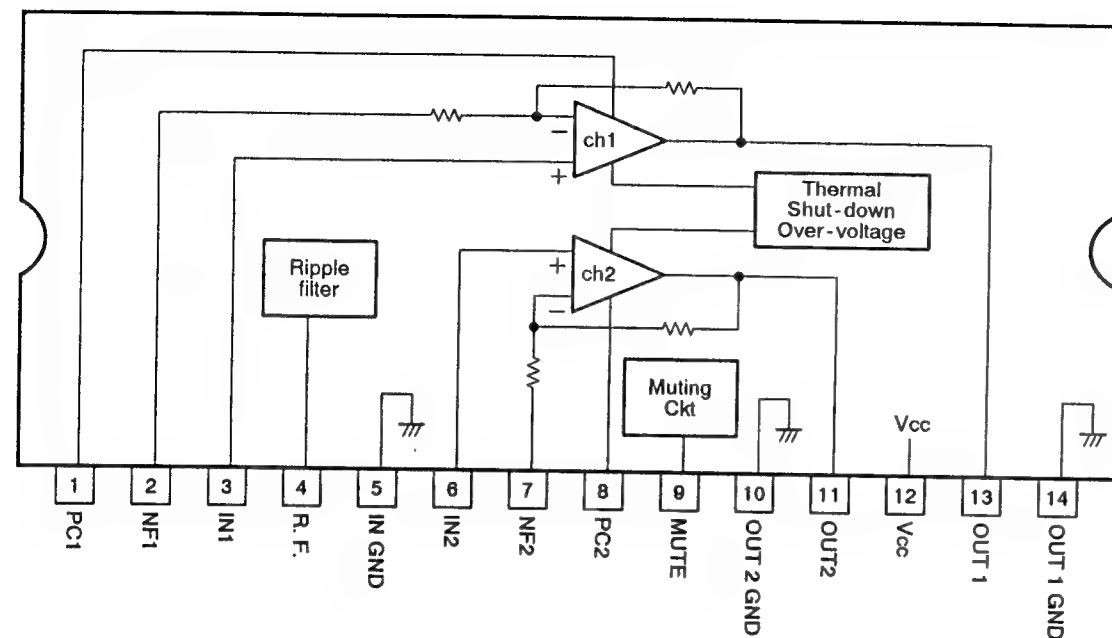 ch1
−
+
Thermal
Shut-down
Over-voltage
Ripple
filter
ch2
+
−
Muting
Ckt
Vcc
1 2 3 4 5 6 7 8 9 10 11 12 13 14
PC1
NF1
IN1
R. F.
IN GND
IN2
NF2
PC2
MUTE
OUT 2 GND
OUT2
Vcc
OUT 1
OUT 1 GND